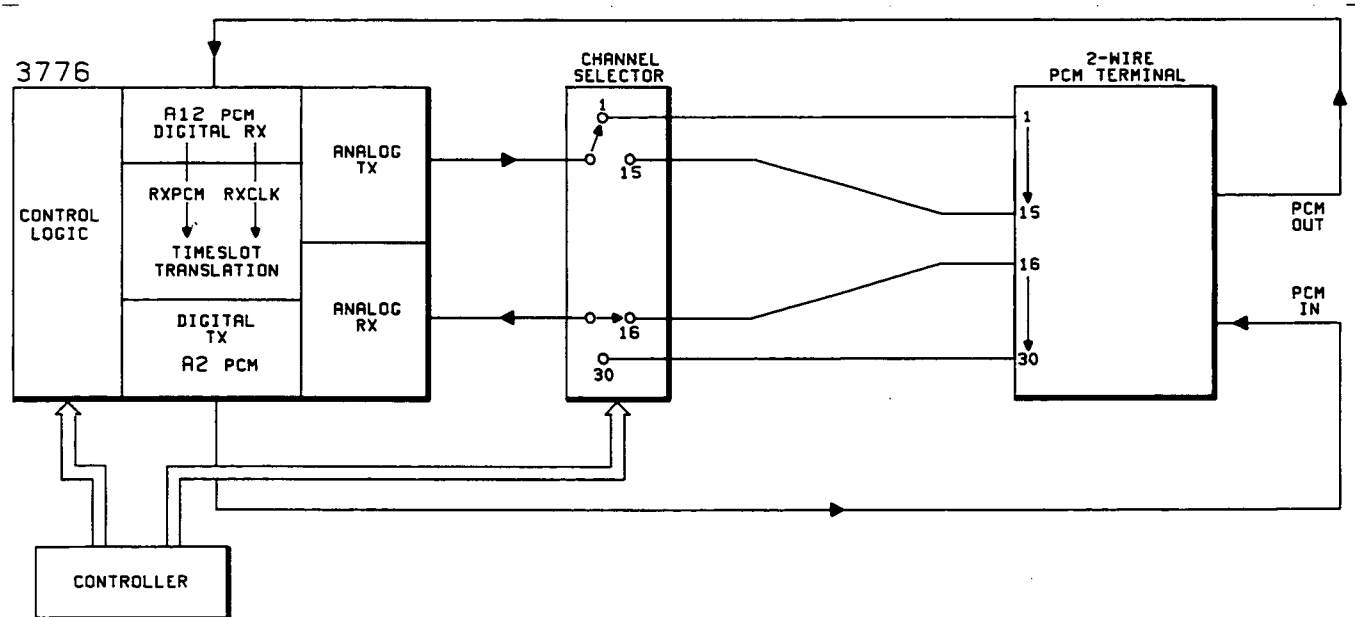 3776
CONTROL
LOGIC
A12 PCM
DIGITAL RX
RXPCM RXCLK
TIMESLOT
TRANSLATION
DIGITAL
TX
A2 PCM
ANALOG
TX
ANALOG
RX
CHANNEL
SELECTOR
1
15
16
30
2-WIRE
PCM TERMINAL
1
15
16
30
PCM
OUT
PCM
IN
CONTROLLER